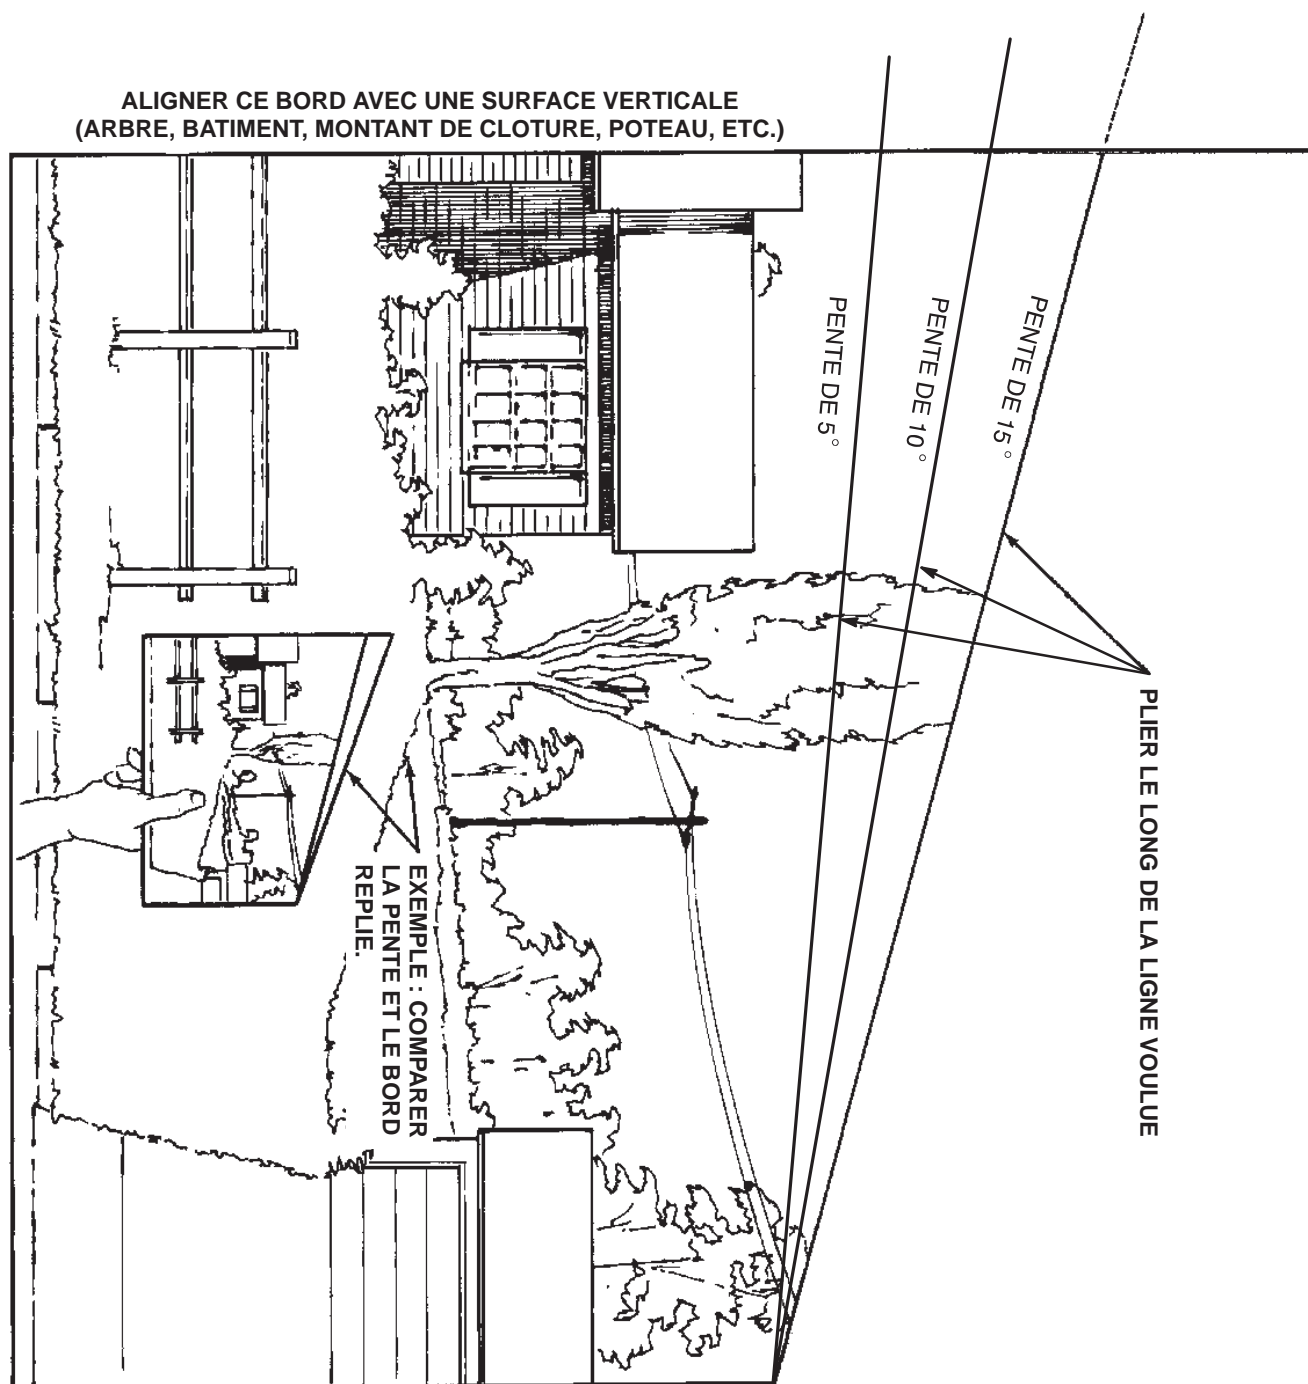 ALIGNER CE BORD AVEC UNE SURFACE VERTICALE
(ARBRE, BATIMENT, MONTANT DE CLOTURE, POTEAU, ETC.)
PENTE DE 5°
PENTE DE 10°
PENTE DE 15°
PLIER LE LONG DE LA LIGNE VOULUE
EXEMPLE : COMPARER
LA PENTE ET LE BORD
REPLIE.